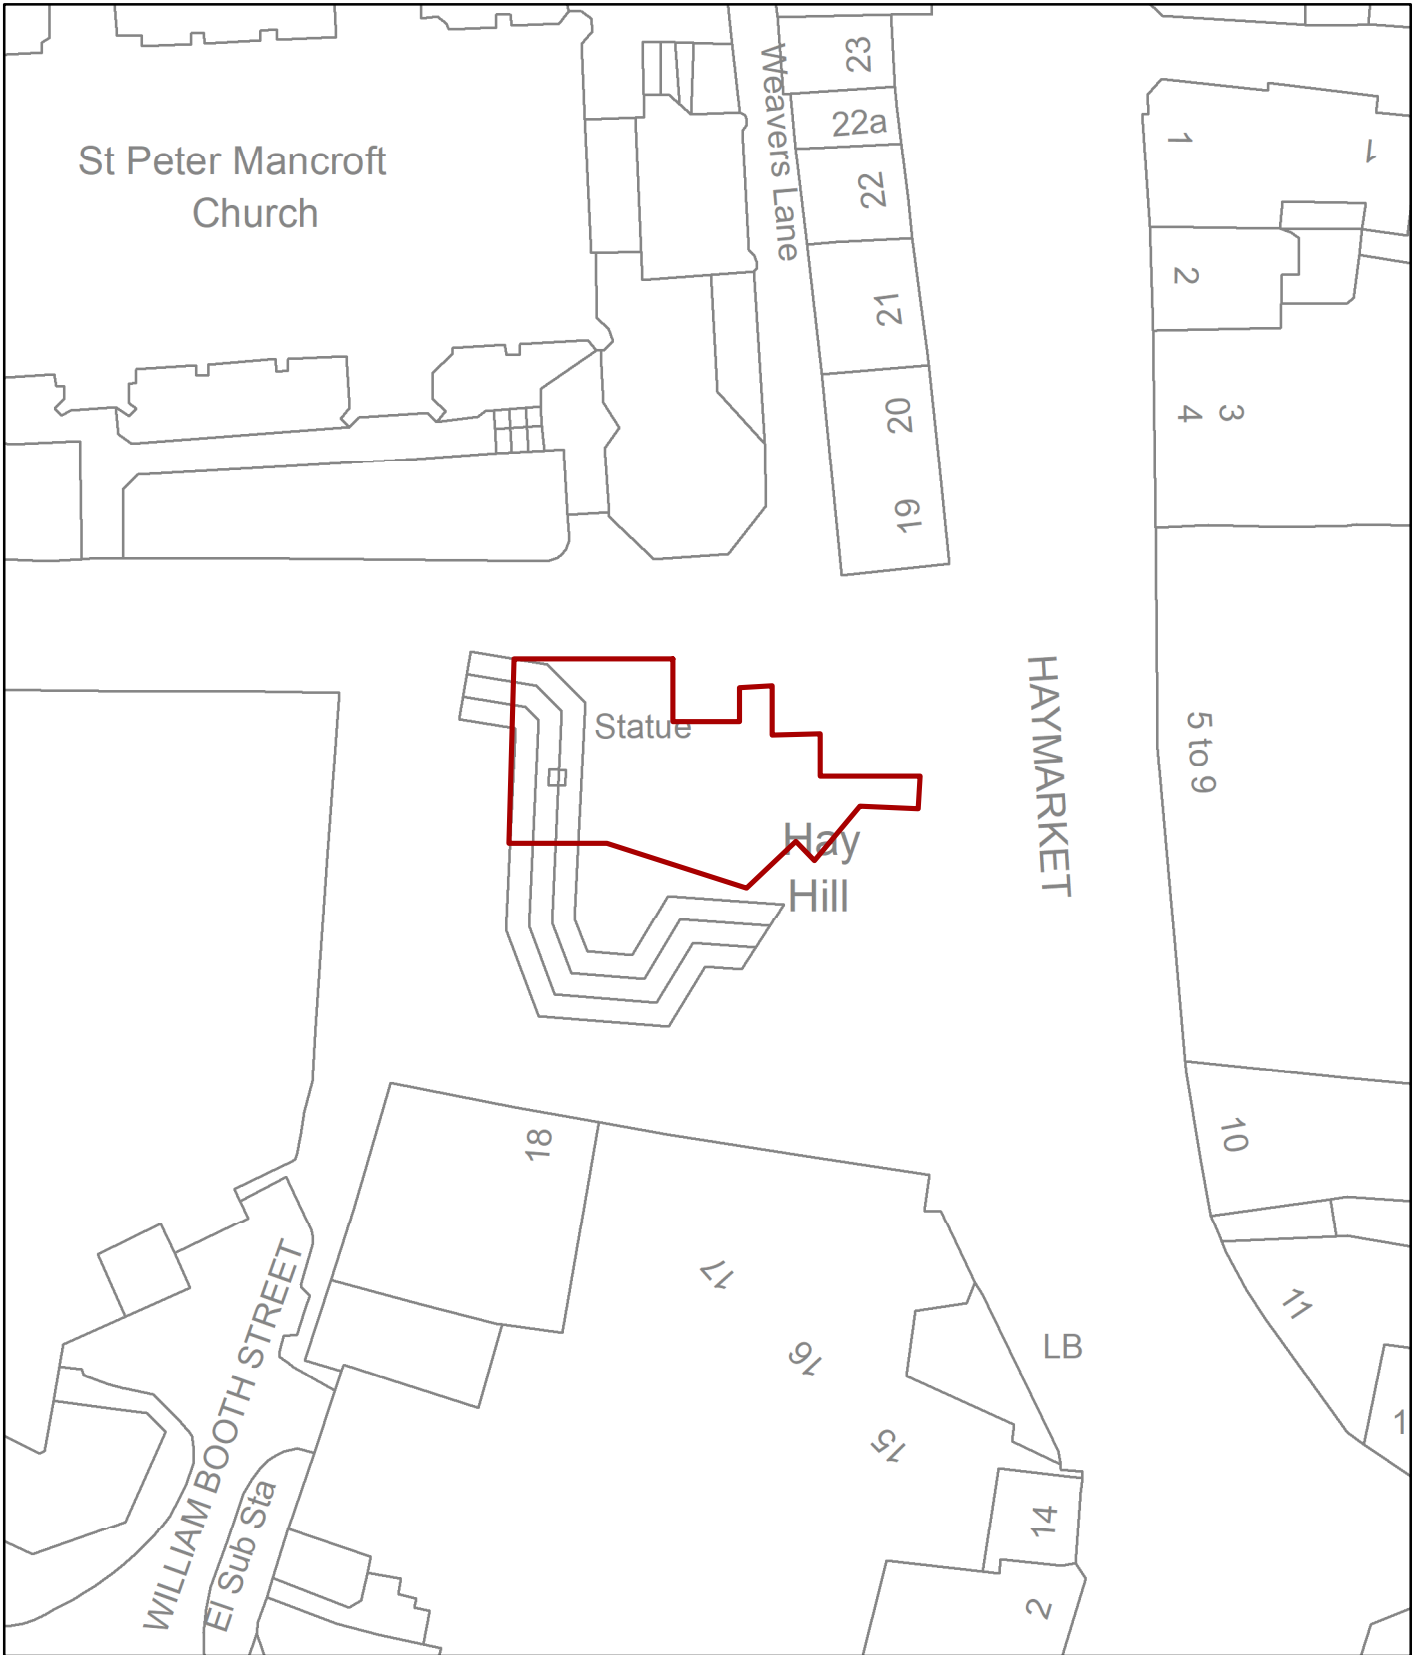 St Peter Mancroft
Church
Weavers Lane
23
22a
22
21
20
19
1
1
2
4
3
5 to 9
HAYMARKET
Statue
Hay
Hill
10
11
1
18
17
16
15
LB
14
2
WILLIAM BOOTH STREET
El Sub Sta